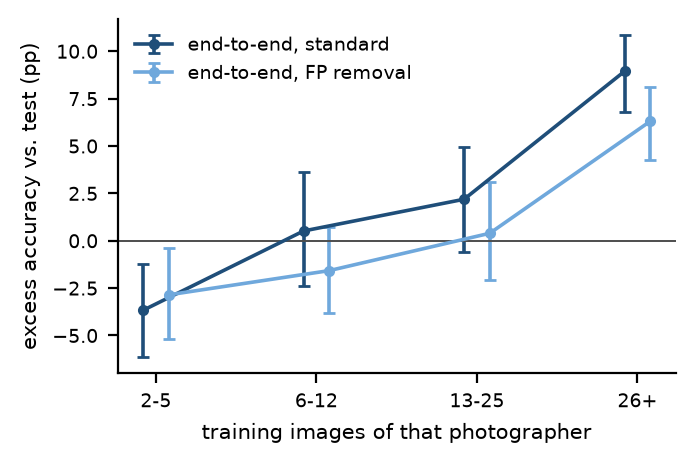 end-to-end, standard
end-to-end, FP removal
excess accuracy vs. test (pp)
10.0
7.5
5.0
2.5
0.0
−2.5
−5.0
2-5
6-12
13-25
26+
training images of that photographer